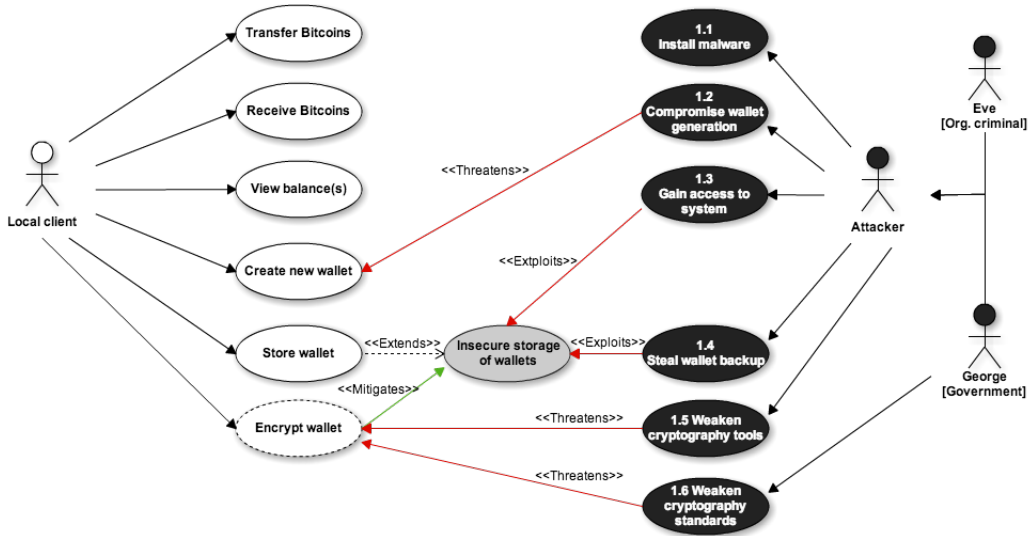 Transfer Bitcoins
Receive Bitcoins
View balance(s)
Local client
Create new wallet
Store wallet
Encrypt wallet
<<Threatens>>
<<Extploits>>
<<Extends>>
Insecure storage
of wallets
<<Exploits>>
<<Mitigates>>
<<Threatens>>
<<Threatens>>
1.1
Install malware
1.2
Compromise wallet
generation
1.3
Gain access to
system
1.4
Steal wallet backup
1.5 Weaken
cryptography tools
1.6 Weaken
cryptography
standards
Attacker
Eve
[Org. criminal]
George
[Government]